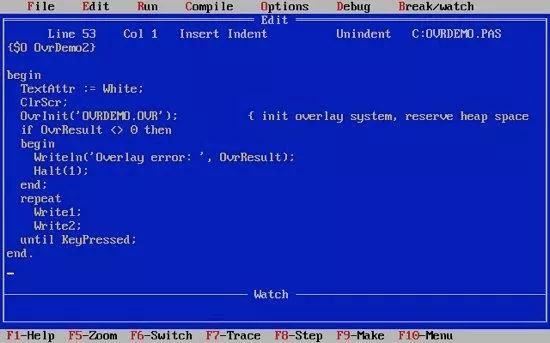 File Edit Run Compile Options Debug Break/watch
Edit
Line 53 Col 1 Insert Indent Unindent C:OVRDEMO.PAS
{$O OvrDemo2}
begin
TextAttr := White;
ClrScr;
OvrInit('OVRDEMO.OVR'); { init overlay system, reserve heap space
if OvrResult <> 0 then
begin
Writeln('Overlay error: ', OvrResult);
Halt(1);
end;
repeat
Write1;
Write2;
until KeyPressed;
end.
Watch
F1-Help F5-Zoom F6-Switch F7-Trace F8-Step F9-Make F10-Menu